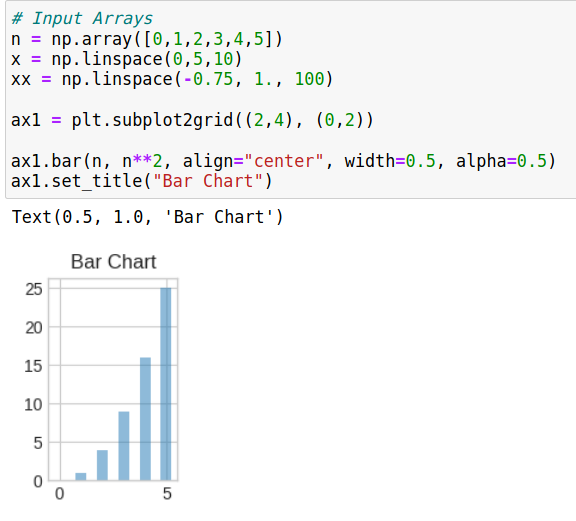 # Input Arrays
n = np.array([0,1,2,3,4,5])
x = np.linspace(0,5,10)
xx = np.linspace(-0.75, 1., 100)
ax1 = plt.subplot2grid((2,4), (0,2))
ax1.bar(n, n**2, align="center", width=0.5, alpha=0.5)
ax1.set_title("Bar Chart")
Text(0.5, 1.0, 'Bar Chart')
Bar Chart
25
20
15
10
5
0
0 5